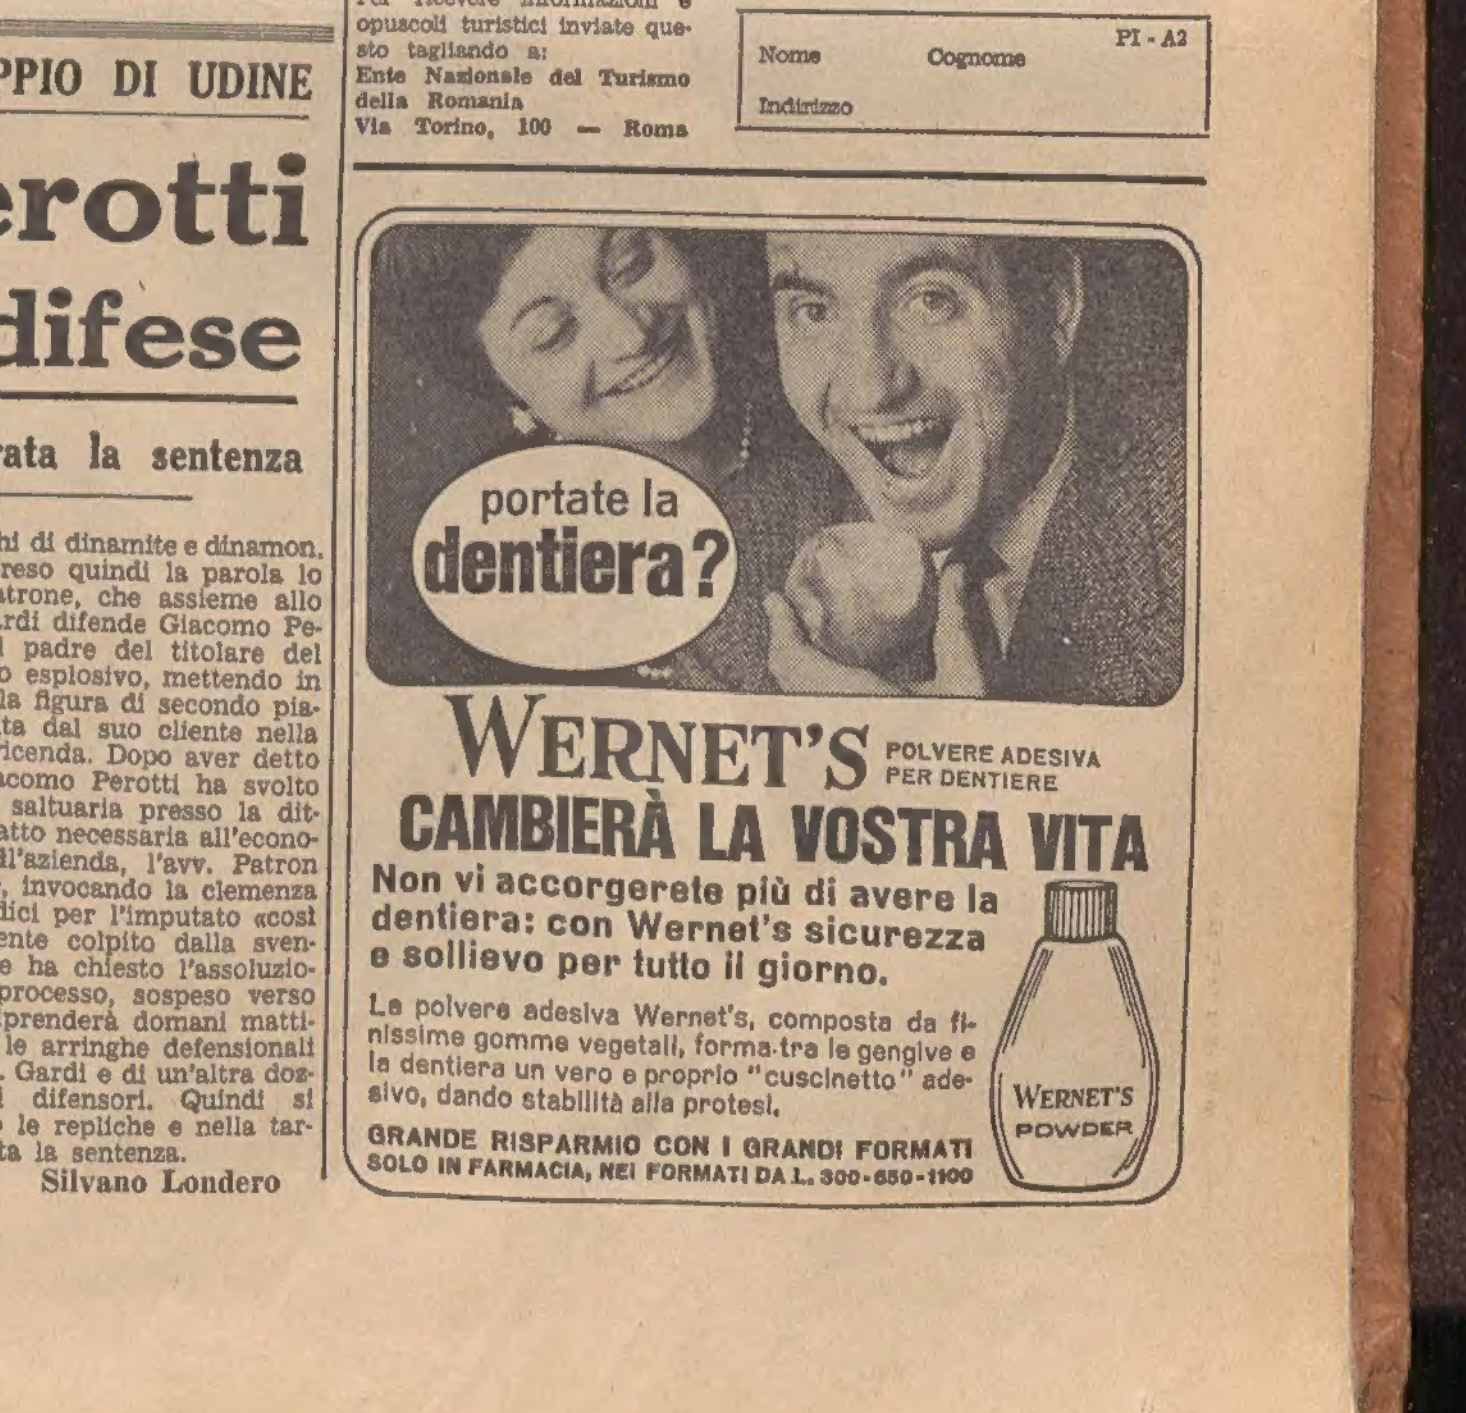 PPIO DI UDINE
erotti
difese
rata la sentenza
hi di dinamite e dinamon.
reso quindi la parola lo
atrone, che assieme allo
ardi difende Giacomo Pe-
l padre del titolare del
o esplosivo, mettendo in
la figura di secondo pia-
ta dal suo cliente nella
vicenda. Dopo aver detto
acomo Perotti ha svolto
saltuaria presso la dit-
atto necessaria all'econo-
ll'azienda, l'avv. Patron
, invocando la clemenza
dici per l'imputato «così
ente colpito dalla sven-
e ha chiesto l'assoluzio-
processo, sospeso verso
prenderà domani matti-
le arringhe defensionali
. Gardi e di un'altra doz-
i difensori. Quindi si
le repliche e nella tar-
ta la sentenza.
Silvano Londero
Per ricevere informazioni e
opuscoli turistici inviate que-
sto tagliando a:
Ente Nazionale del Turismo
della Romania
Via Torino, 100 — Roma
PI - A2
Nome Cognome
Indirizzo
portate la
dentiera?
WERNET'S POLVERE ADESIVA
PER DENTIERE
CAMBIERÀ LA VOSTRA VITA
Non vi accorgerete più di avere la
dentiera: con Wernet's sicurezza
e sollievo per tutto il giorno.
La polvere adesiva Wernet's, composta da fi-
nissime gomme vegetali, forma-tra le gengive e
la dentiera un vero e proprio "cuscinetto" ade-
sivo, dando stabilità alla protesi.
GRANDE RISPARMIO CON I GRANDI FORMATI
SOLO IN FARMACIA, NEI FORMATI DA L. 300-650-1100
WERNET'S
POWDER